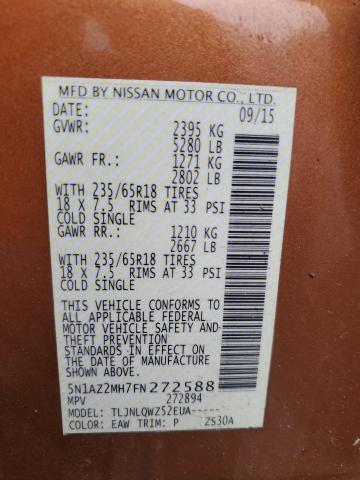 MFD BY NISSAN MOTOR CO., LTD.
DATE: 09/15
GVWR: 2395 KG
5280 LB
GAWR FR.: 1271 KG
2802 LB
WITH 235/65R18 TIRES
18 X 7.5 RIMS AT 33 PSI
COLD SINGLE
GAWR RR.: 1210 KG
2667 LB
WITH 235/65R18 TIRES
18 X 7.5 RIMS AT 33 PSI
COLD SINGLE
THIS VEHICLE CONFORMS TO
ALL APPLICABLE FEDERAL
MOTOR VEHICLE SAFETY AND
THEFT PREVENTION
STANDARDS IN EFFECT ON
THE DATE OF MANUFACTURE
SHOWN ABOVE.
5N1AZ2MH7FN272588
MPV 272894
MODEL: TLJNLQWZ52EUA-----
COLOR: EAW TRIM: P ZS30A